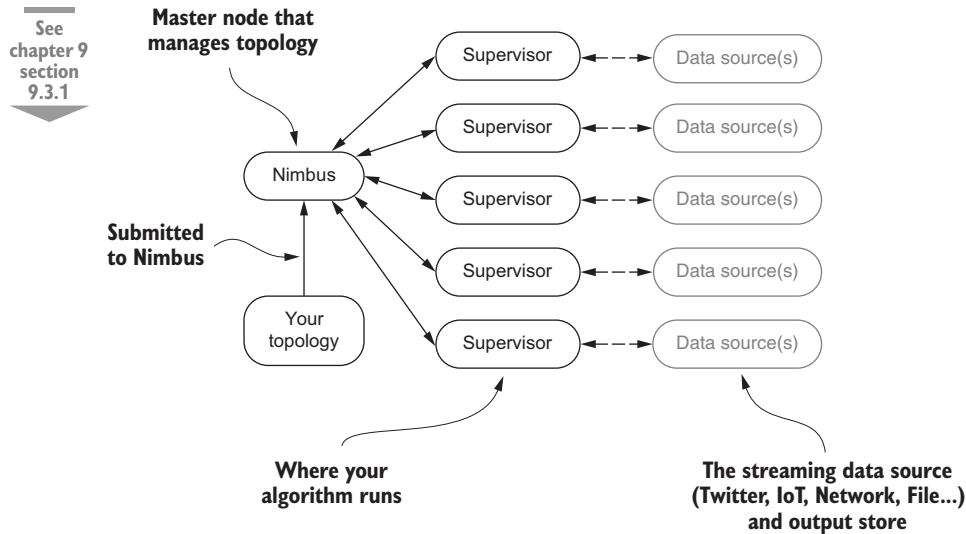 See
chapter 9
section
9.3.1
Master node that
manages topology
Supervisor
Data source(s)
Supervisor
Data source(s)
Nimbus
Supervisor
Data source(s)
Submitted
to Nimbus
Supervisor
Data source(s)
Your
topology
Supervisor
Data source(s)
Where your
algorithm runs
The streaming data source
(Twitter, IoT, Network, File...)
and output store